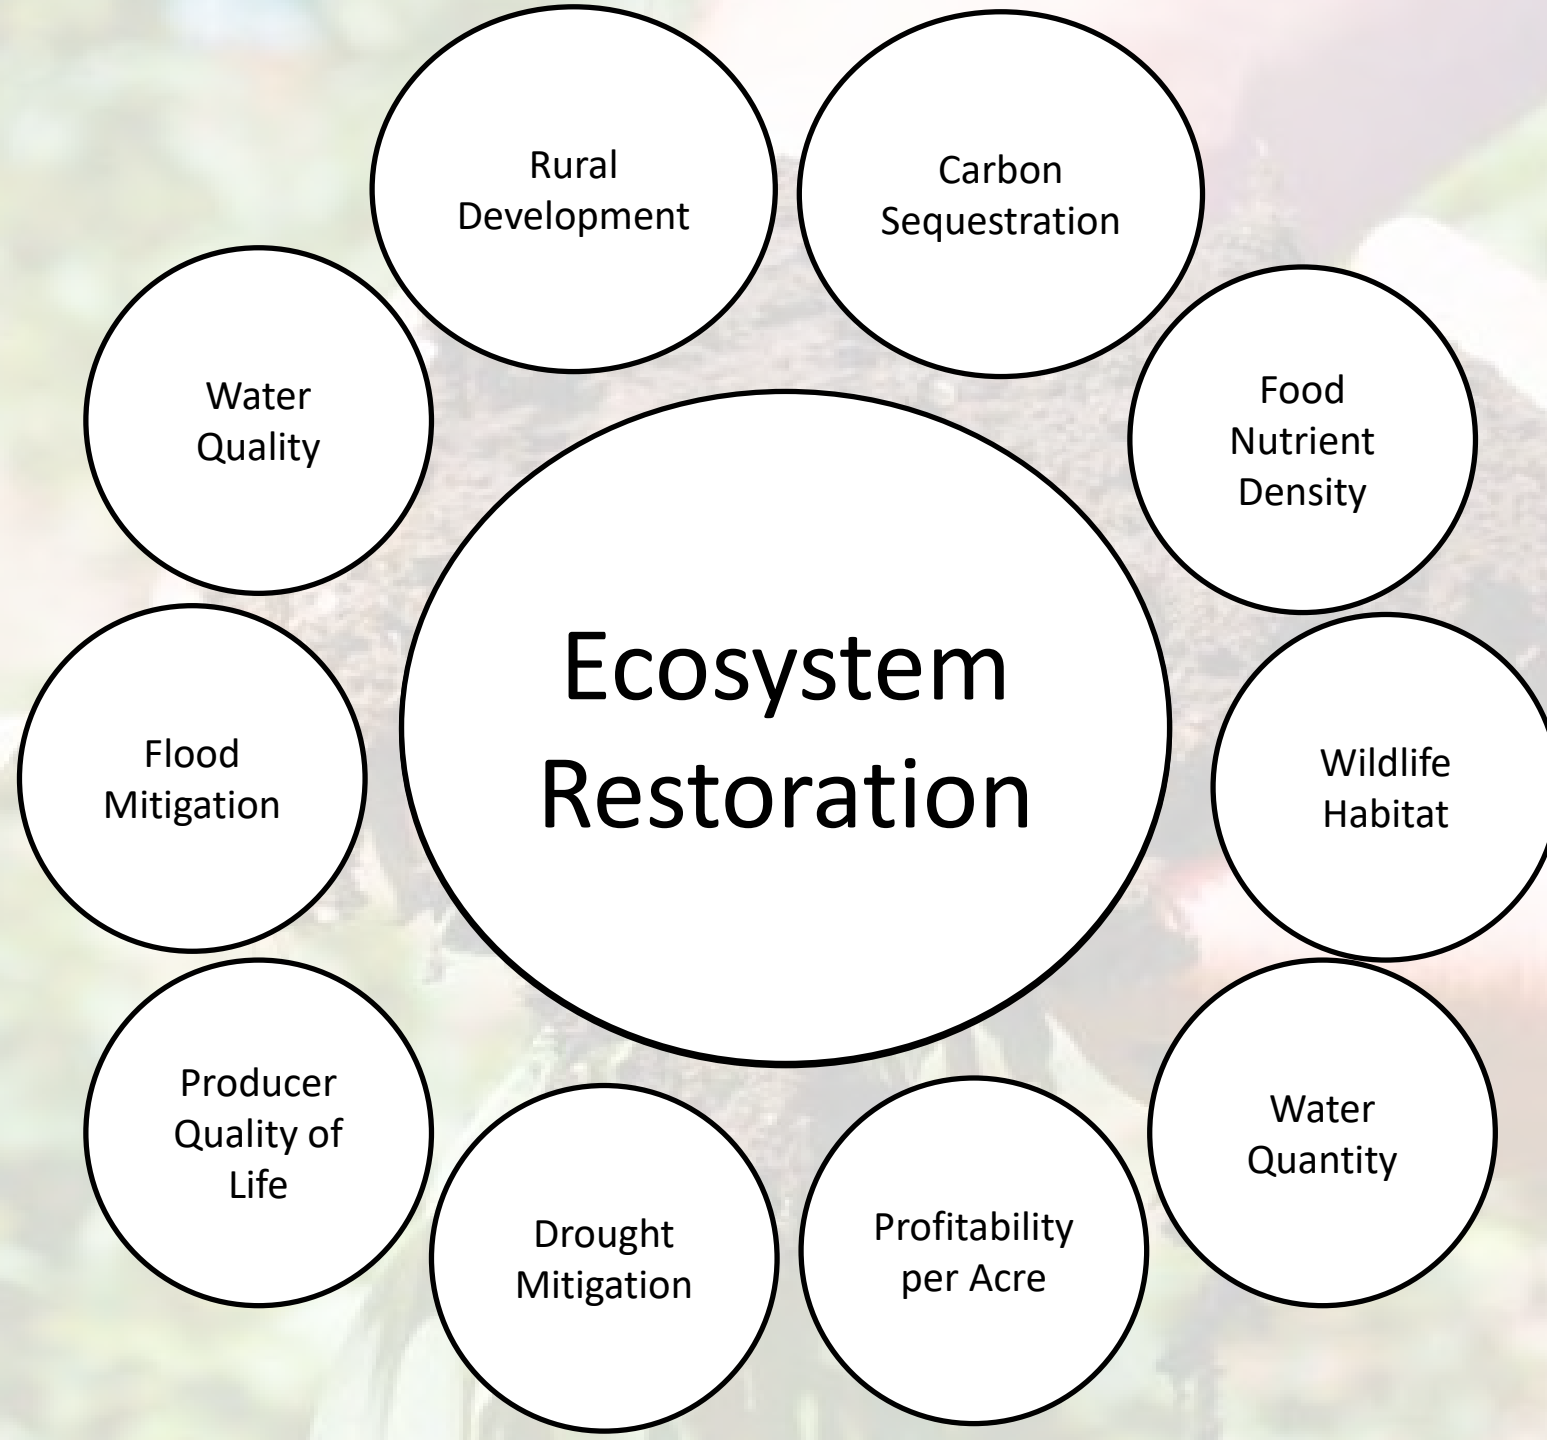 Rural
Development
Carbon
Sequestration
Water
Quality
Food
Nutrient
Density
Ecosystem
Restoration
Flood
Mitigation
Wildlife
Habitat
Producer
Quality of
Life
Water
Quantity
Drought
Mitigation
Profitability
per Acre